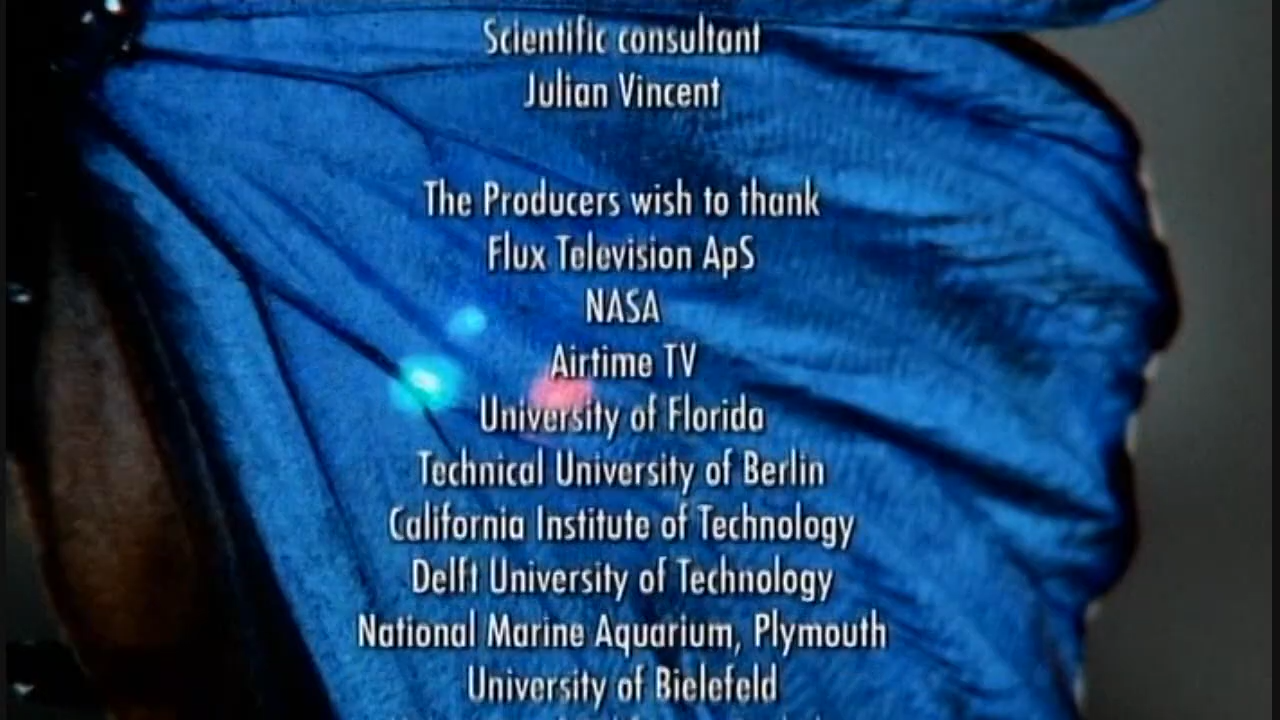 Scientific consultant
Julian Vincent
The Producers wish to thank
Flux Television ApS
NASA
Airtime TV
University of Florida
Technical University of Berlin
California Institute of Technology
Delft University of Technology
National Marine Aquarium, Plymouth
University of Bielefeld